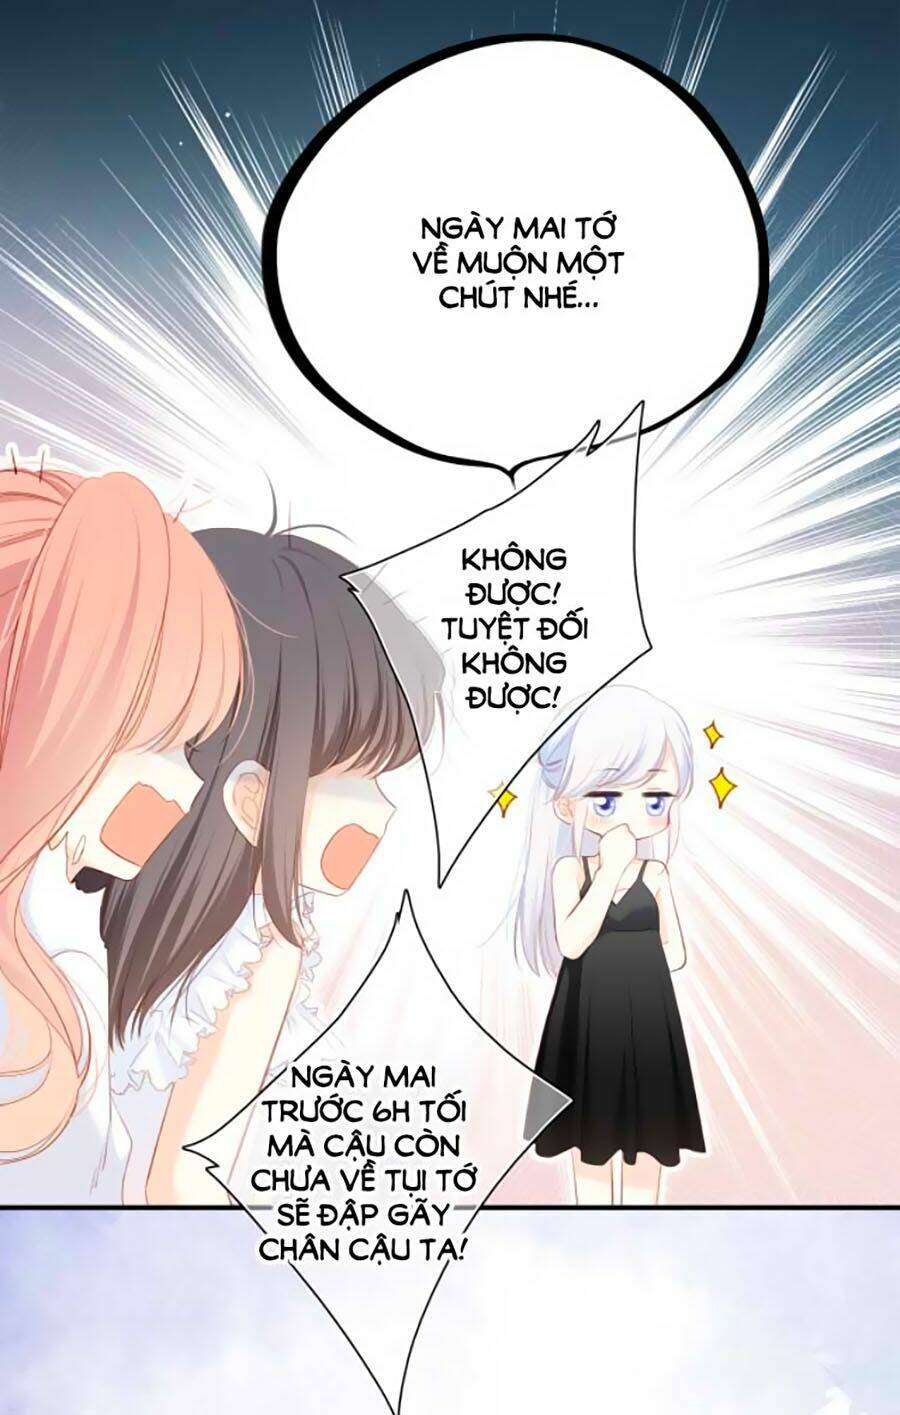 NGÀY MAI TỚ
VỀ MUỘN MỘT
CHÚT NHÉ...
KHÔNG
ĐƯỢC!
TUYỆT ĐỐI
KHÔNG
ĐƯỢC!
NGÀY MAI
TRƯỚC 6H TỐI
MÀ CẬU CÒN
CHƯA VỀ TỤI TỚ
SẼ ĐẬP GÃY
CHÂN CẬU TA!